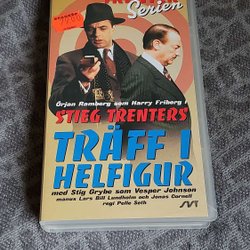 Serien
Örjan Ramberg som Harry Friberg i
STIEG TRENTERS
TRÄFF I
HELFIGUR
med Stig Grybe som Vesper Johnson
manus Lars Bill Lundholm och Jonas Cornell
regi Pelle Seth
SVT